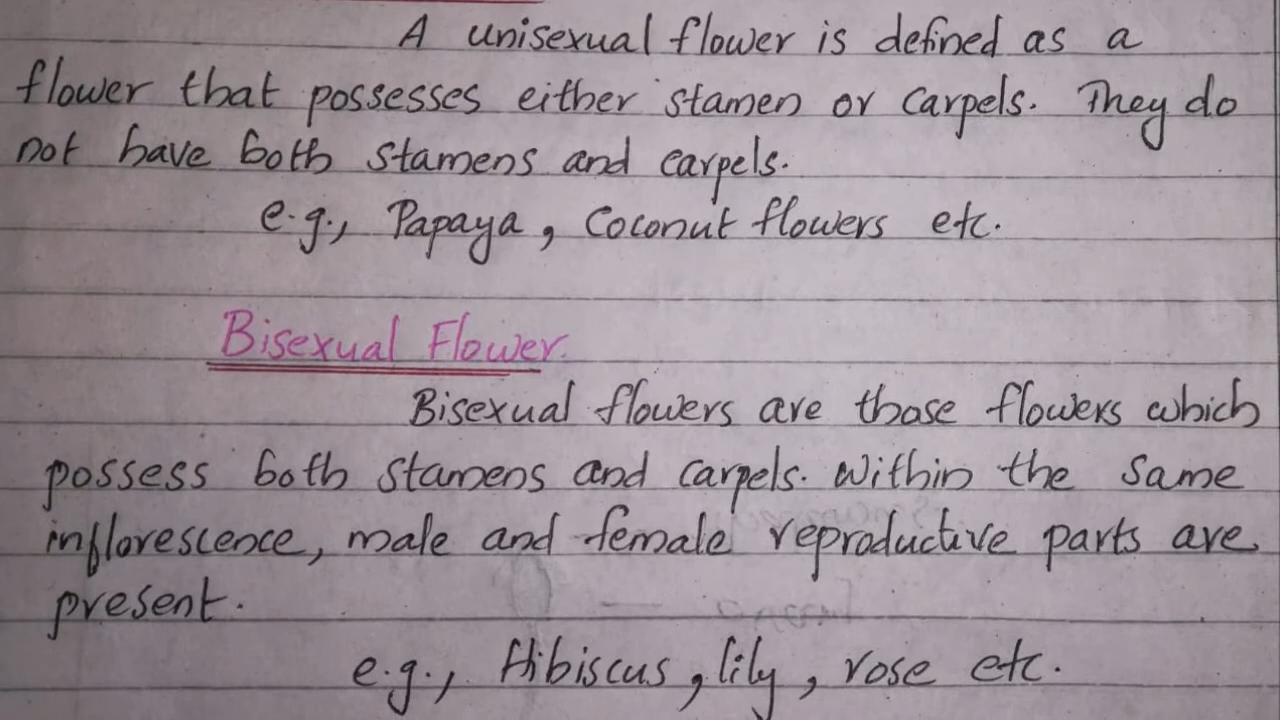 A unisexual flower is defined as a
flower that possesses either stamen or carpels. They do
not have both stamens and carpels.
e.g., Papaya, Coconut flowers etc.
Bisexual Flower.
Bisexual flowers are those flowers which
possess both stamens and carpels. Within the same
inflorescence, male and female reproductive parts are
present.
e.g., Hibiscus, lily, rose etc.